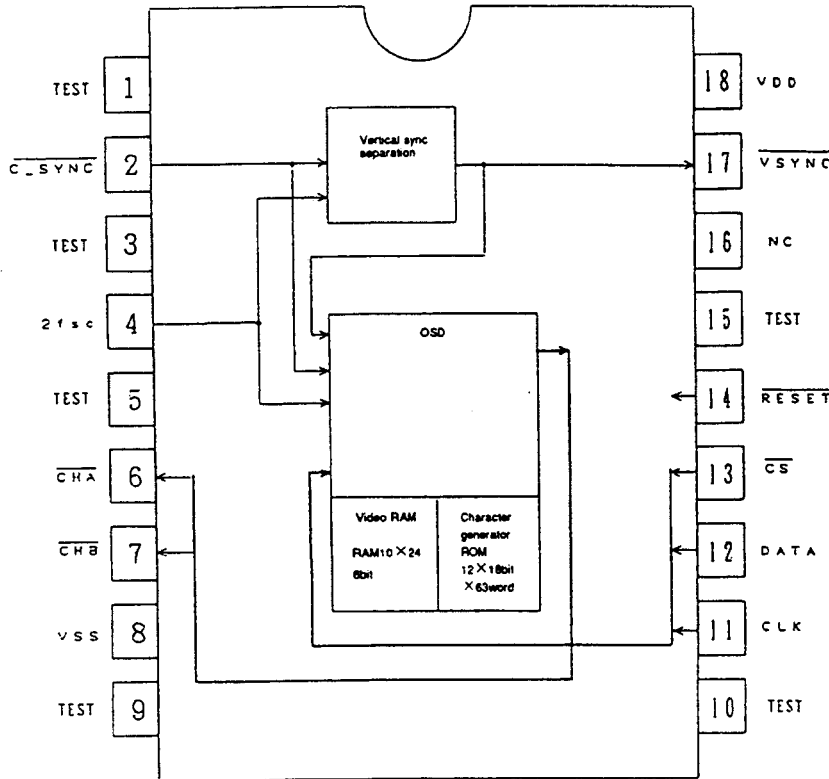 TEST 1
C_SYNC 2
TEST 3
2fsc 4
TEST 5
CHA 6
CHB 7
VSS 8
TEST 9
Vertical sync
separation
OSD
Video RAM
RAM10×24
6bit
Character
generator
ROM
12×18bit
×63word
18 VDD
17 VSYNC
16 NC
15 TEST
14 RESET
13 CS
12 DATA
11 CLK
10 TEST